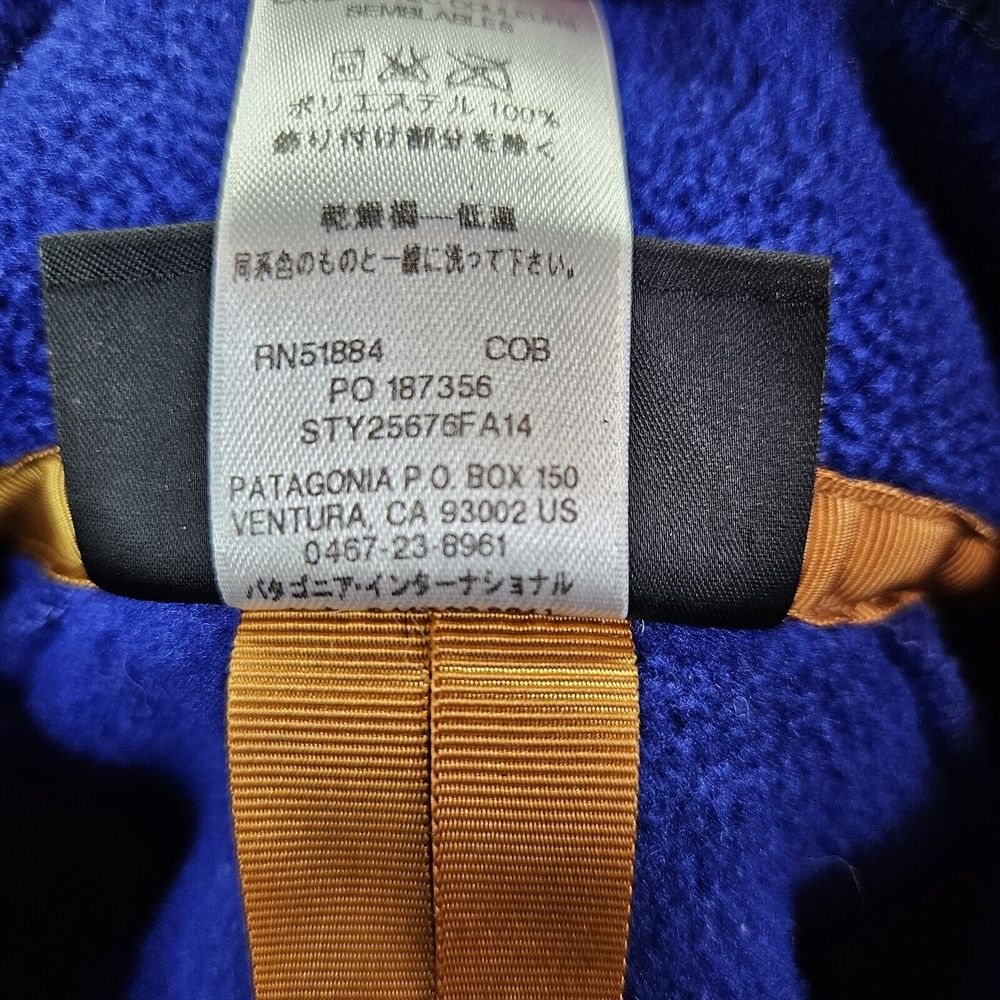 SEMBLABLES
ポリエステル 100%
飾り付け部分を除く
乾燥機—低温
同系色のものと一緒に洗って下さい。
RN51884 COB
PO 187356
STY25676FA14
PATAGONIA P.O. BOX 150
VENTURA, CA 93002 US
0467-23-8961
パタゴニア・インターナショナル